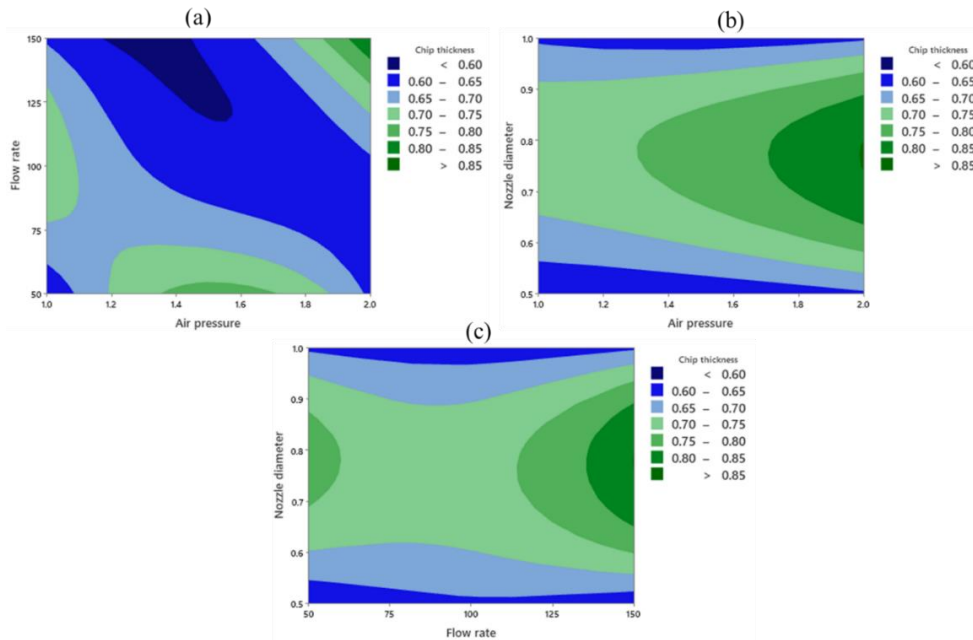 (a)
Chip thickness
< 0.60
0.60 – 0.65
0.65 – 0.70
0.70 – 0.75
0.75 – 0.80
0.80 – 0.85
> 0.85
Flow rate
150
125
100
75
50
1.0
1.2
1.4
1.6
1.8
2.0
Air pressure
(b)
Chip thickness
< 0.60
0.60 – 0.65
0.65 – 0.70
0.70 – 0.75
0.75 – 0.80
0.80 – 0.85
> 0.85
Nozzle diameter
1.0
0.9
0.8
0.7
0.6
0.5
1.0
1.2
1.4
1.6
1.8
2.0
Air pressure
(c)
Chip thickness
< 0.60
0.60 – 0.65
0.65 – 0.70
0.70 – 0.75
0.75 – 0.80
0.80 – 0.85
> 0.85
Nozzle diameter
1.0
0.9
0.8
0.7
0.6
0.5
50
75
100
125
150
Flow rate